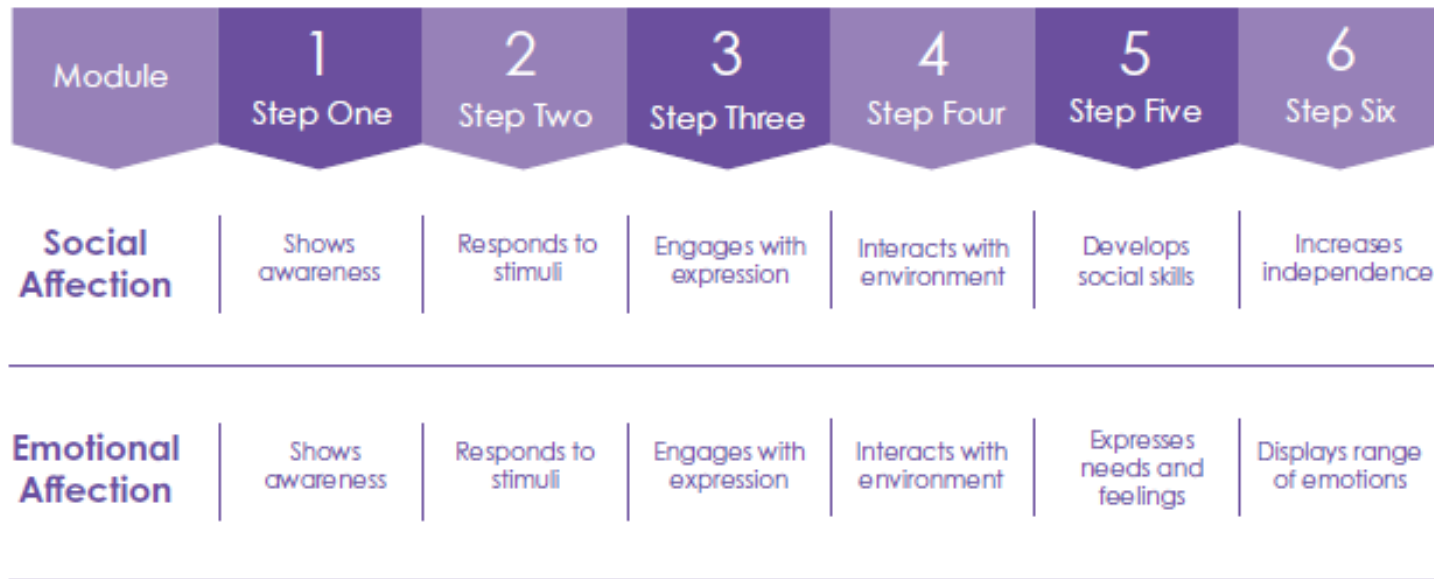 Module
1
Step One
2
Step Two
3
Step Three
4
Step Four
5
Step Five
6
Step Six
Social
Affection
Shows
awareness
Responds to
stimuli
Engages with
expression
Interacts with
environment
Develops
social skills
Increases
independence
Emotional
Affection
Shows
awareness
Responds to
stimuli
Engages with
expression
Interacts with
environment
Expresses
needs and
feelings
Displays range
of emotions